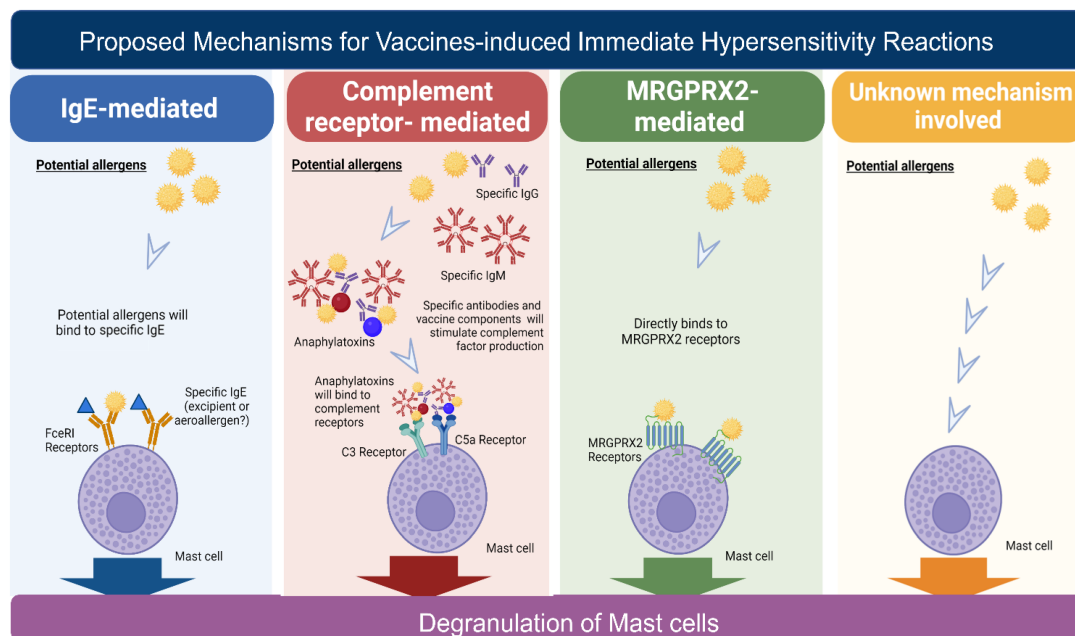 Proposed Mechanisms for Vaccines-induced Immediate Hypersensitivity Reactions
IgE-mediated
Potential allergens
Potential allergens will
bind to specific IgE
Specific IgE
(excipient or
aeroallergen?)
FceRI
Receptors
Mast cell
Complement
receptor- mediated
Potential allergens
Specific IgG
Specific IgM
Anaphylatoxins
Specific antibodies and
vaccine components will
stimulate complement
factor production
Anaphylatoxins
will bind to
complement
receptors
C5a Receptor
C3 Receptor
Mast cell
MRGPRX2-
mediated
Potential allergens
Directly binds to
MRGPRX2 receptors
MRGPRX2
Receptors
Mast cell
Unknown mechanism
involved
Potential allergens
Mast cell
Degranulation of Mast cells